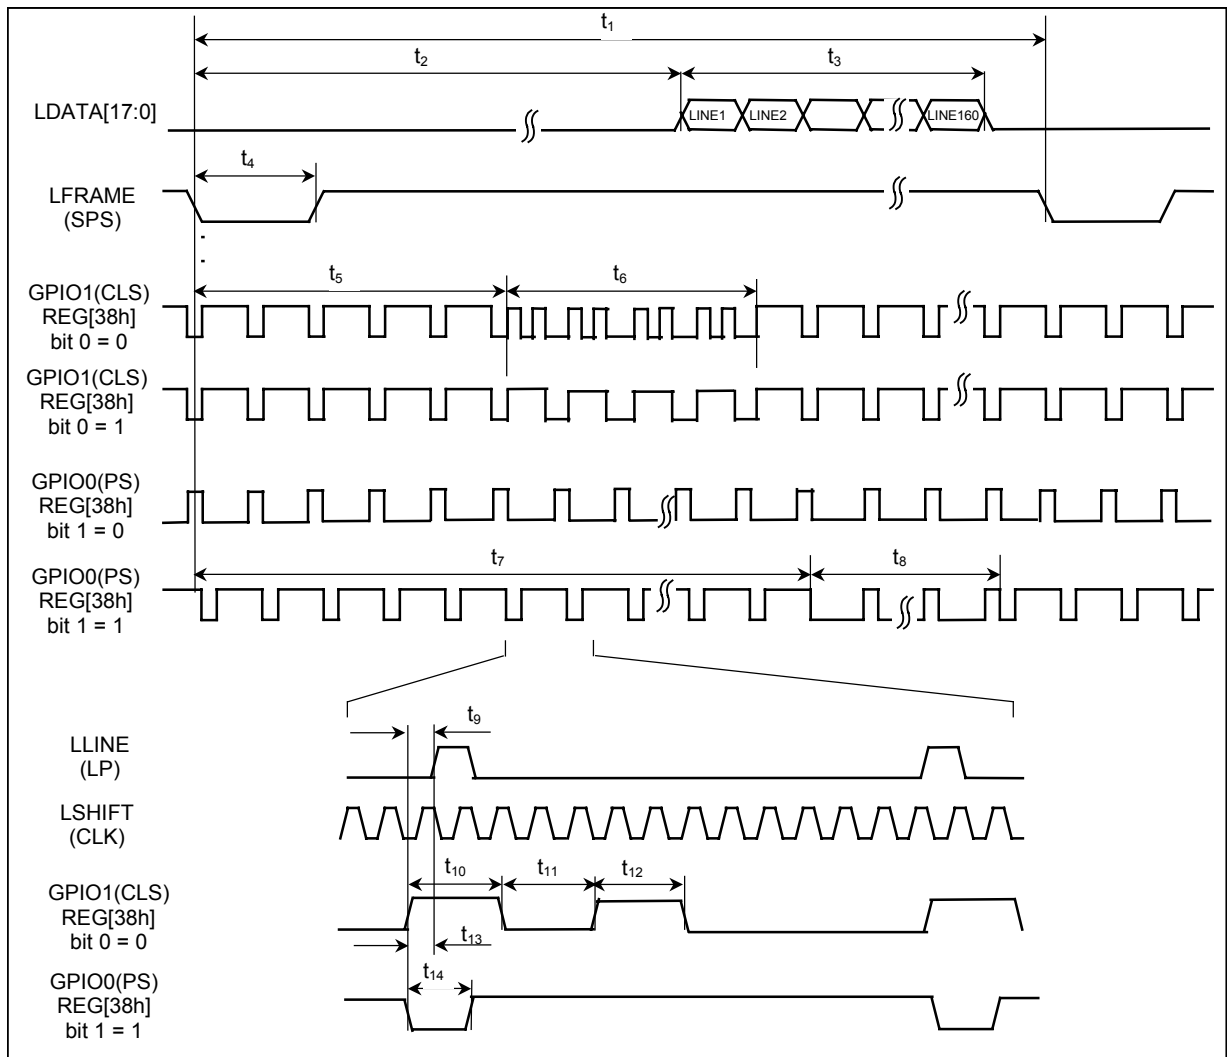 t1
t2
t3
LDATA[17:0]
LINE1
LINE2
LINE160
t4
LFRAME
(SPS)
t5
t6
GPIO1(CLS)
REG[38h]
bit 0 = 0
GPIO1(CLS)
REG[38h]
bit 0 = 1
GPIO0(PS)
REG[38h]
bit 1 = 0
t7
t8
GPIO0(PS)
REG[38h]
bit 1 = 1
t9
LLINE
(LP)
LSHIFT
(CLK)
t10
t11
t12
GPIO1(CLS)
REG[38h]
bit 0 = 0
t13
t14
GPIO0(PS)
REG[38h]
bit 1 = 1